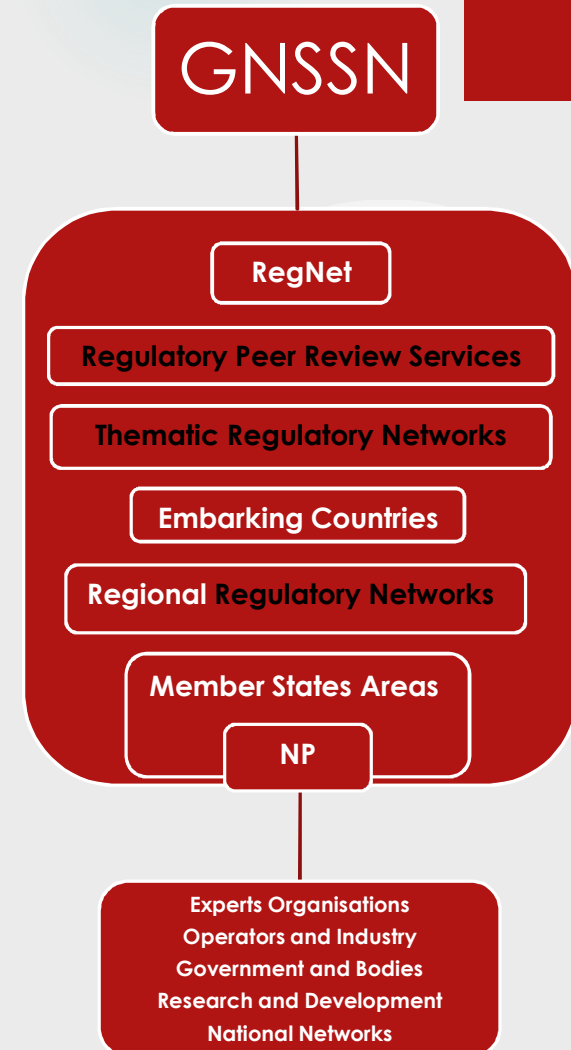 GNSSN
RegNet
Regulatory Peer Review Services
Thematic Regulatory Networks
Embarking Countries
Regional Regulatory Networks
Member States Areas
NP
Experts Organisations
Operators and Industry
Government and Bodies
Research and Development
National Networks